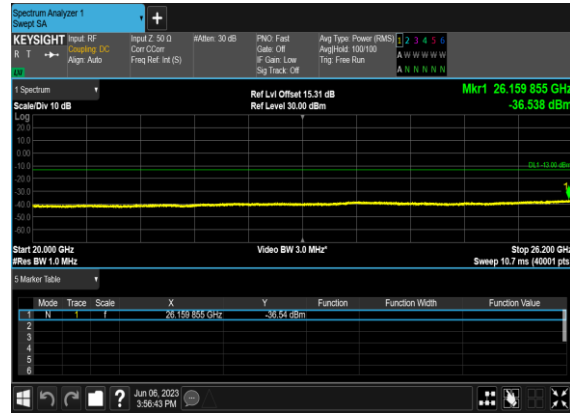 Spectrum Analyzer 1
Swept SA
KEYSIGHT
R T
LW
Input: RF
Coupling: DC
Align: Auto
Input Z: 50 Ω
Corr CCorr
Freq Ref: Int (S)
#Atten: 30 dB
PNO: Fast
Gate: Off
IF Gain: Low
Sig Track: Off
Avg Type: Power (RMS)
Avg|Hold: 100/100
Trig: Free Run
1 2 3 4 5 6
A W W W W W
A N N N N N
1 Spectrum
Scale/Div 10 dB
Ref Lvl Offset 15.31 dB
Ref Level 30.00 dBm
Mkr1 26.159 855 GHz
-36.538 dBm
Log
20.0
10.0
0.00
-10.0
DL1 -13.00 dBm
-20.0
1
-30.0
-40.0
-50.0
-60.0
Start 20.000 GHz
#Res BW 1.0 MHz
Video BW 3.0 MHz*
Stop 26.200 GHz
Sweep 10.7 ms (40001 pts)
5 Marker Table
Mode Trace Scale X Y Function Function Width Function Value
1 N 1 f 26.159 855 GHz -36.54 dBm
2
3
4
5
6
?
Jun 06, 2023
3:56:43 PM